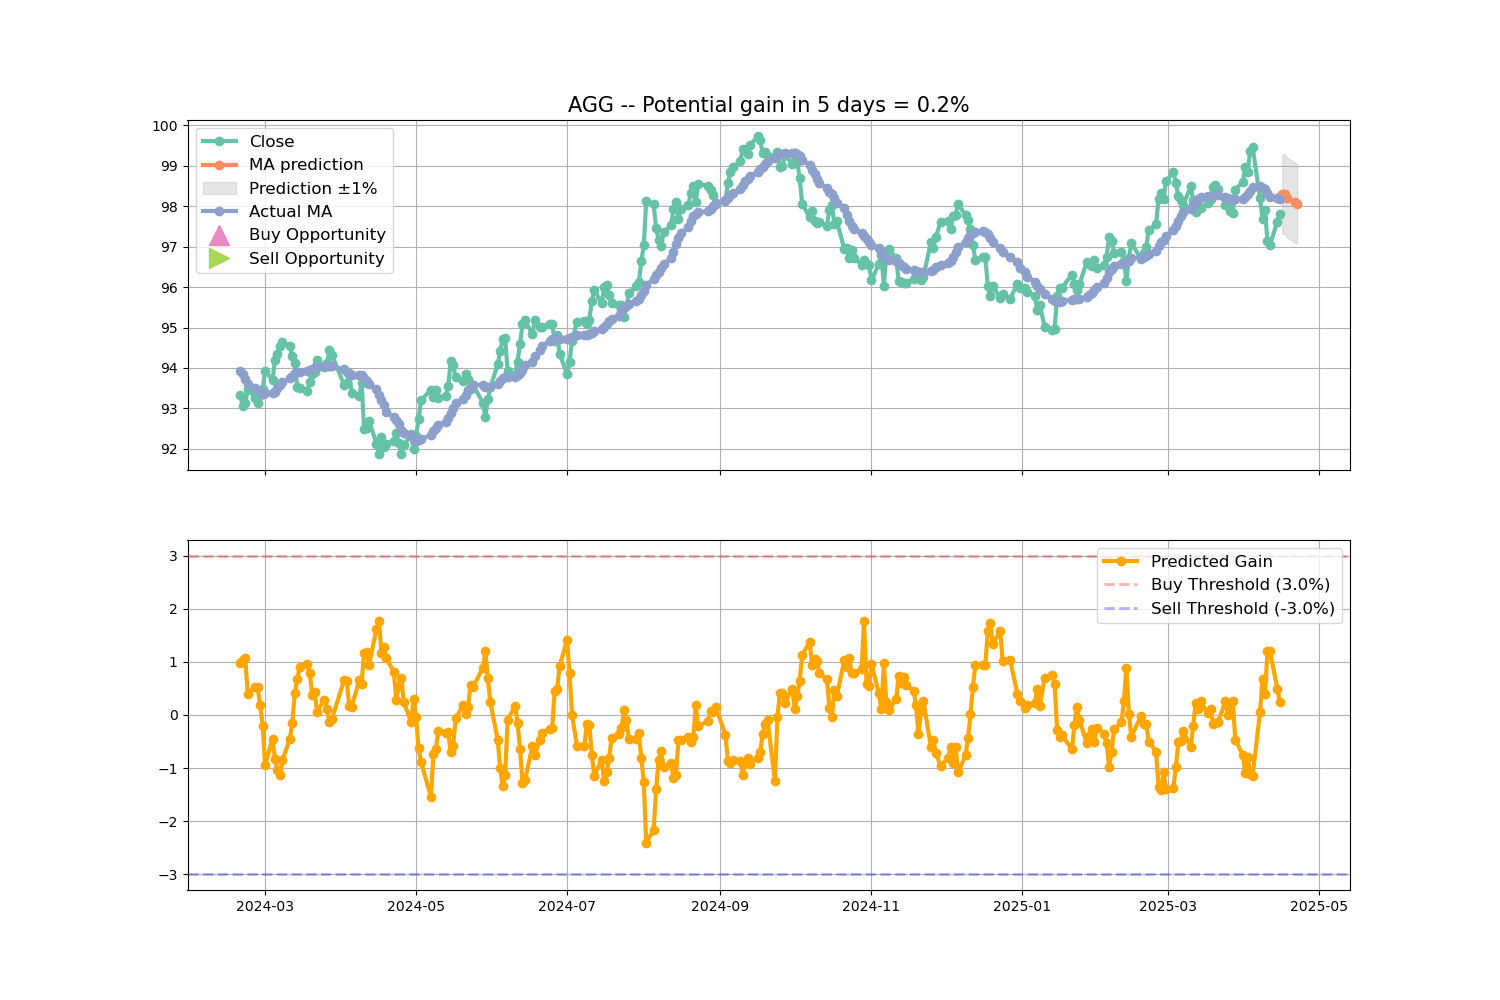 AGG -- Potential gain in 5 days = 0.2%
100
99
98
97
96
95
94
93
92
Close
MA prediction
Prediction ±1%
Actual MA
Buy Opportunity
Sell Opportunity
3
2
1
0
−1
−2
−3
Predicted Gain
Buy Threshold (3.0%)
Sell Threshold (-3.0%)
2024-03 2024-05 2024-07 2024-09 2024-11 2025-01 2025-03 2025-05